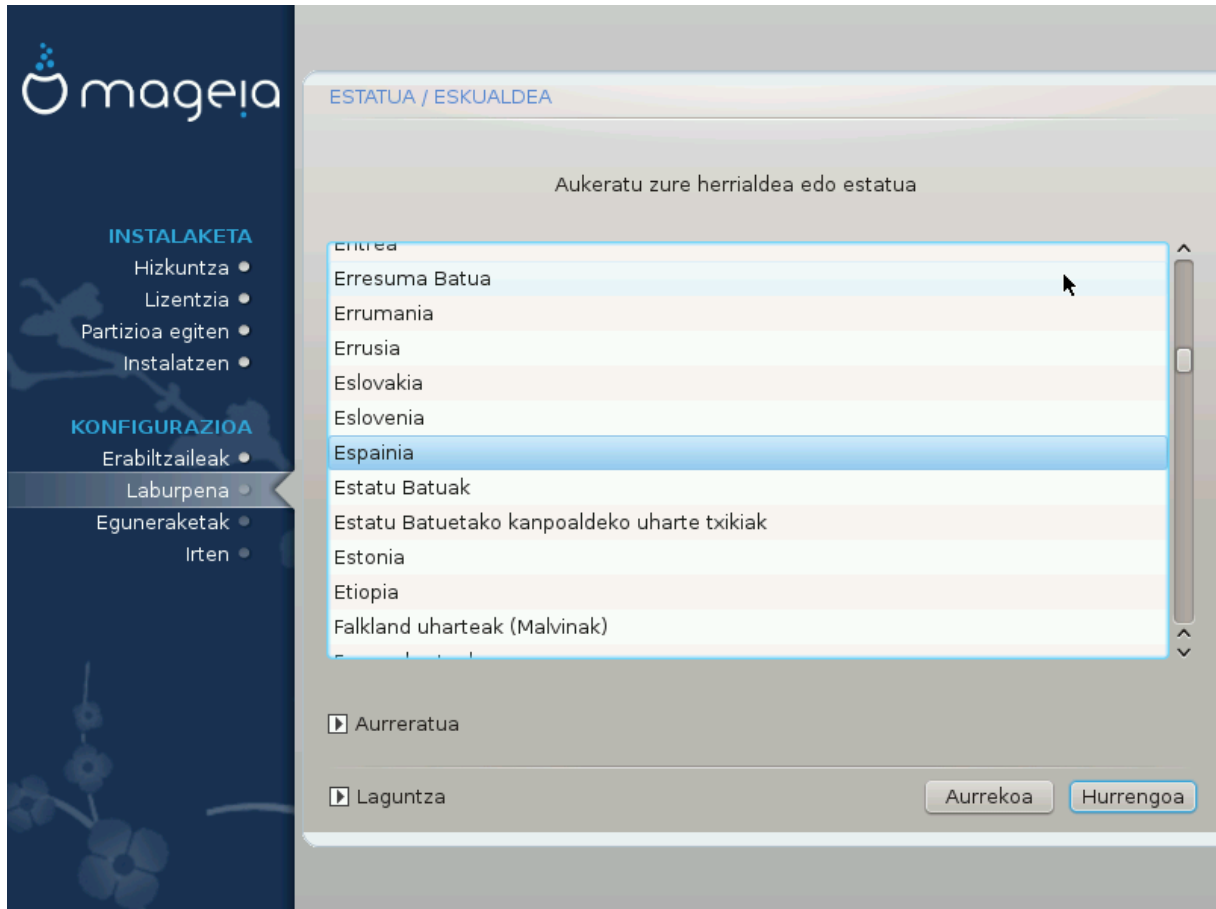 mageia
ESTATUA / ESKUALDEA
Aukeratu zure herrialdea edo estatua
INSTALAKETA
Hizkuntza
Lizentzia
Partizioa egiten
Instalatzen
KONFIGURAZIOA
Erabiltzaileak
Laburpena
Eguneraketak
Irten
Eritrea
Erresuma Batua
Errumania
Errusia
Eslovakia
Eslovenia
Espainia
Estatu Batuak
Estatu Batuetako kanpoaldeko uharte txikiak
Estonia
Etiopia
Falkland uharteak (Malvinak)
Aurreratua
Laguntza
Aurrekoa
Hurrengoa